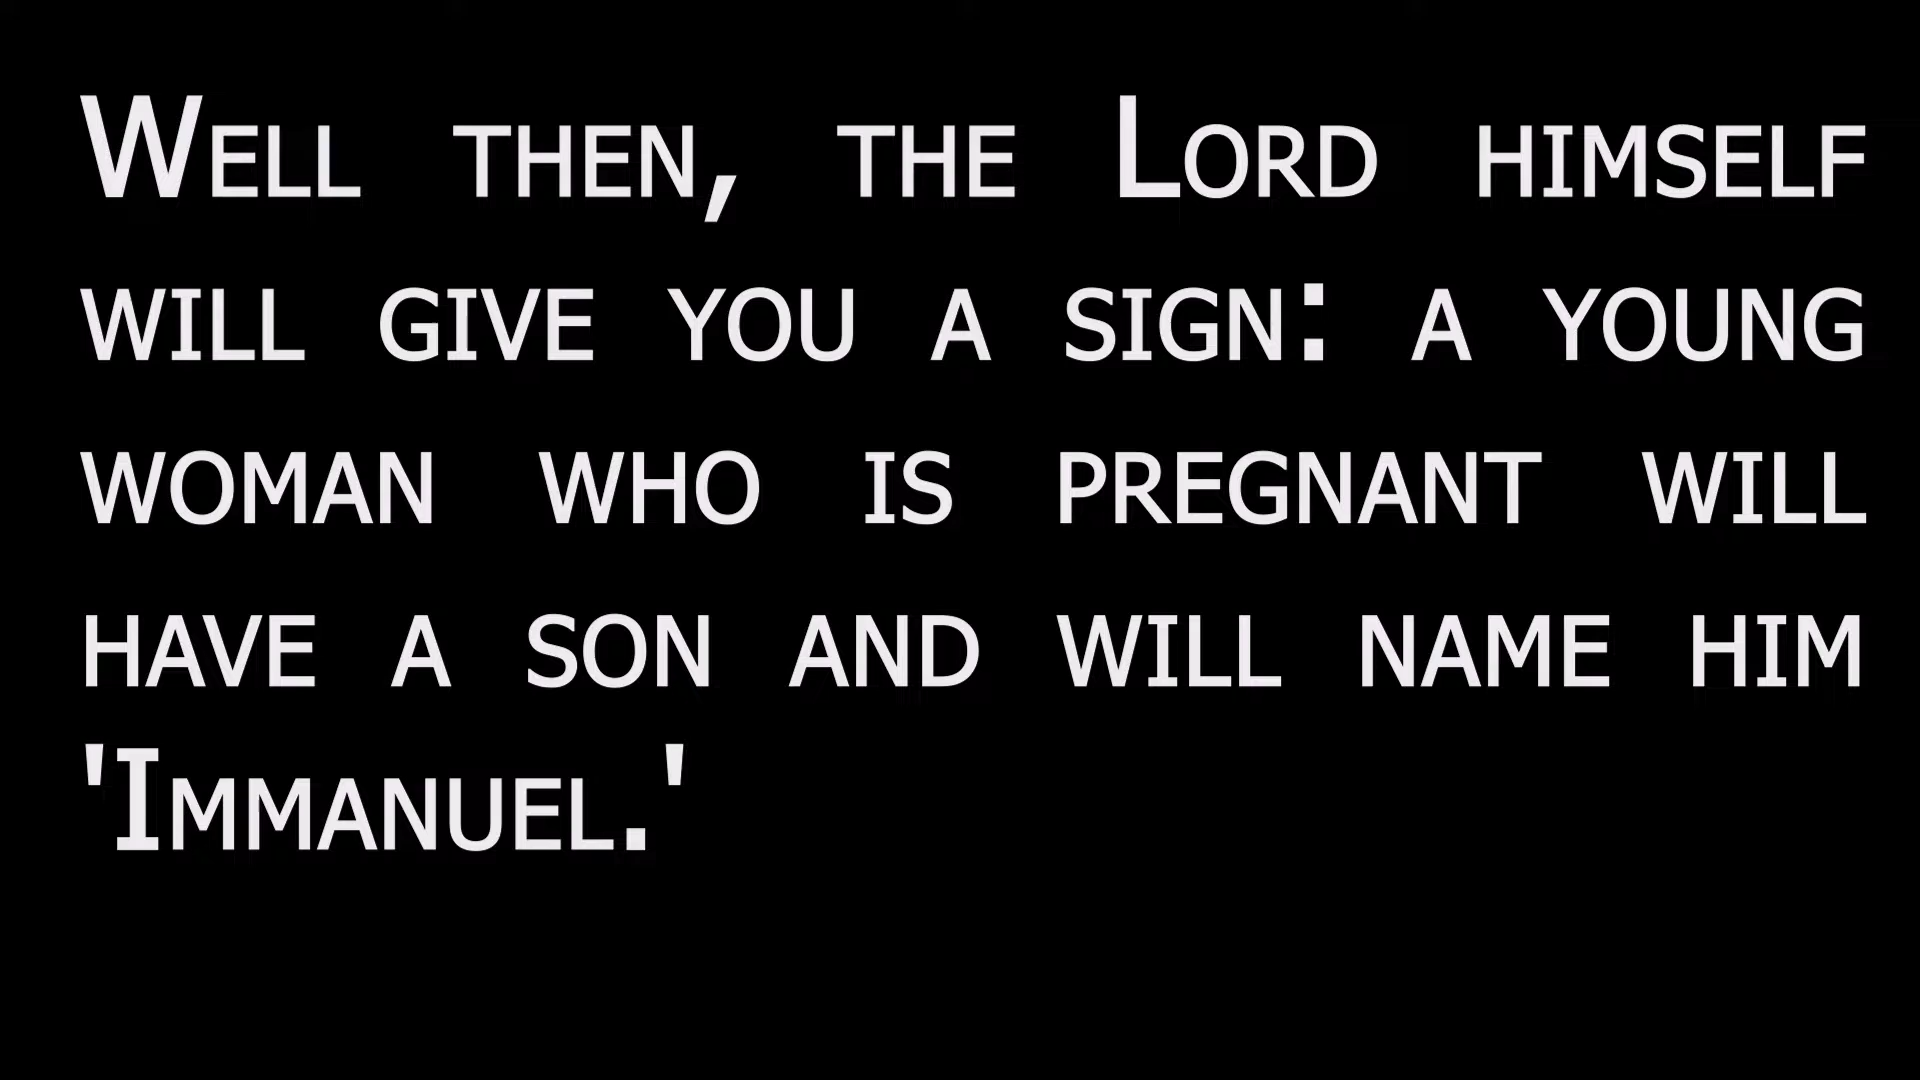 Well then, the Lord himself
will give you a sign: a young
woman who is pregnant will
have a son and will name him
'Immanuel.'